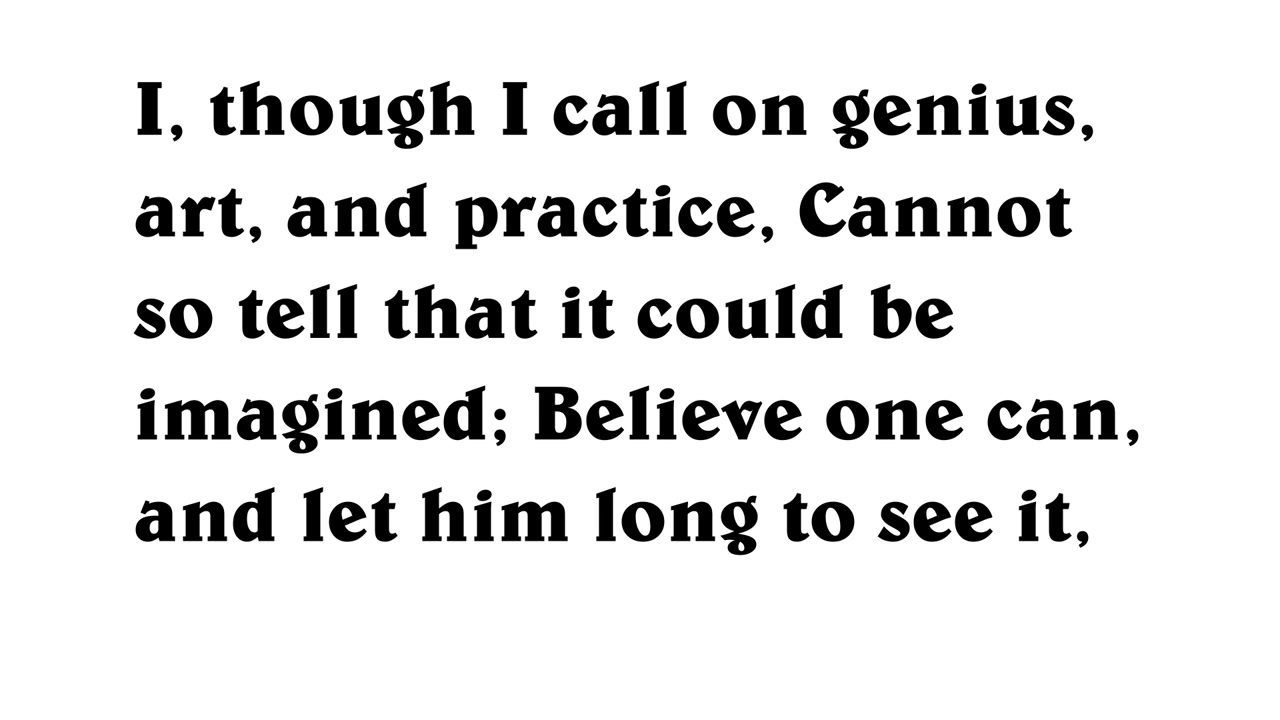 I, though I call on genius,
art, and practice, Cannot
so tell that it could be
imagined; Believe one can,
and let him long to see it,